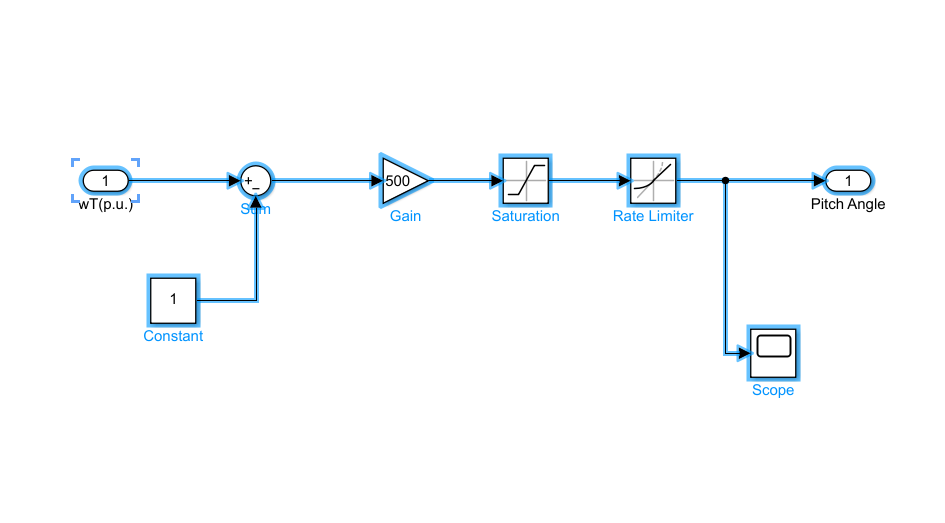 1
wT(p.u.)
+
_
Sum
500
Gain
Saturation
Rate Limiter
1
Pitch Angle
1
Constant
Scope